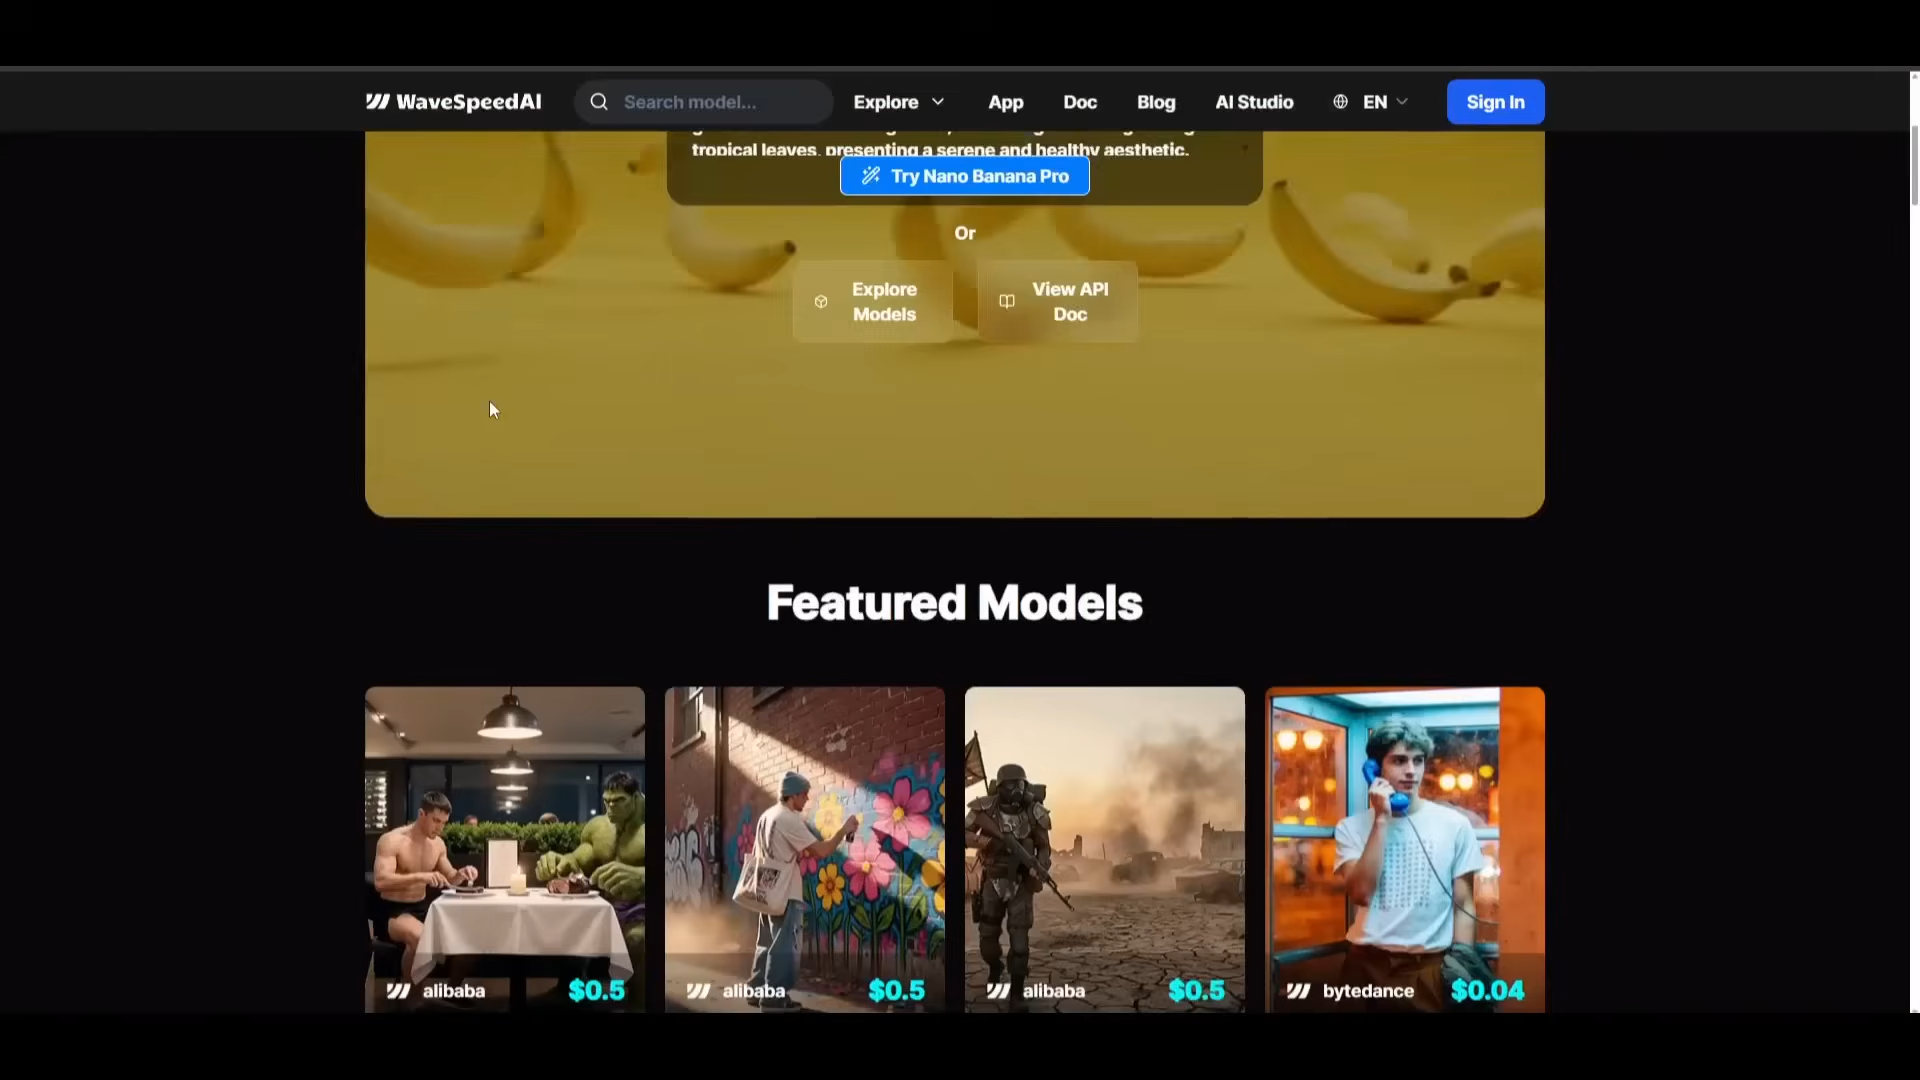 WaveSpeedAI
Search model...
Explore
App
Doc
Blog
AI Studio
EN
Sign In
tropical leaves, presenting a serene and healthy aesthetic.
Try Nano Banana Pro
Or
Explore
Models
View API
Doc
Featured Models
alibaba
$0.5
alibaba
$0.5
alibaba
$0.5
bytedance
$0.04